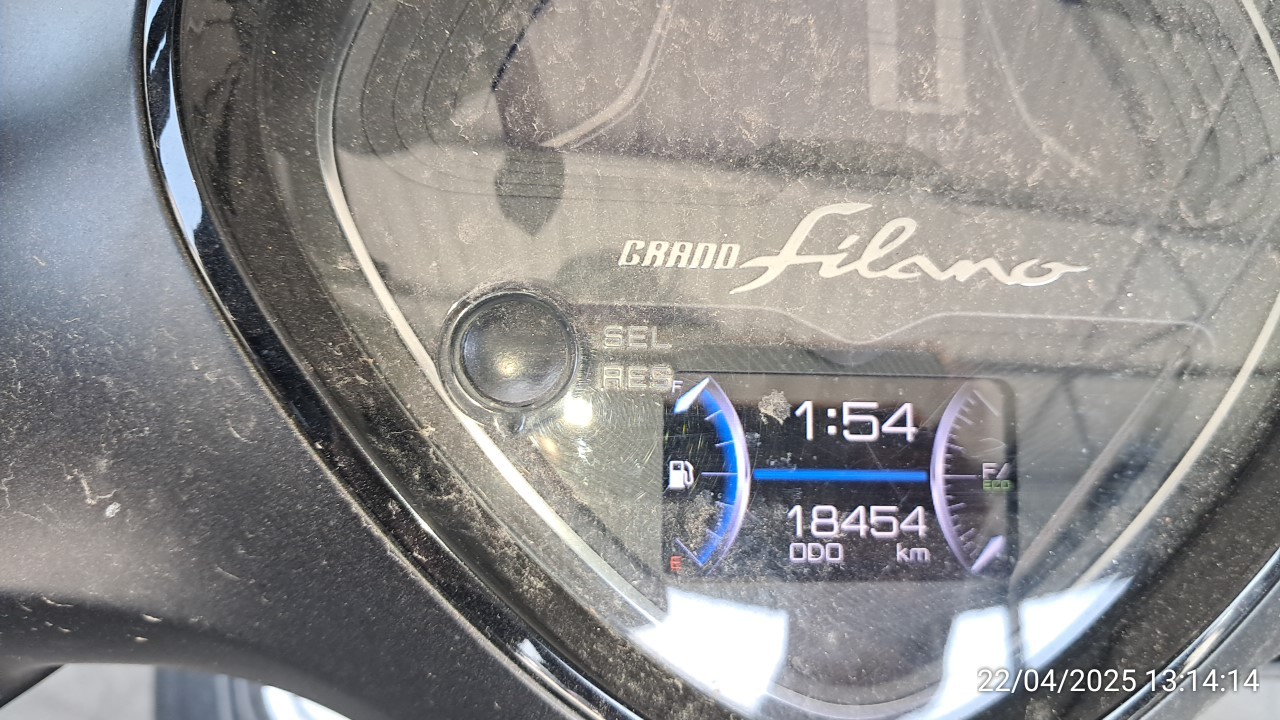 GRAND Filano
SEL
RES
F
1:54
F/
ECO
18454
ODO km
E
22/04/2025 13:14:14